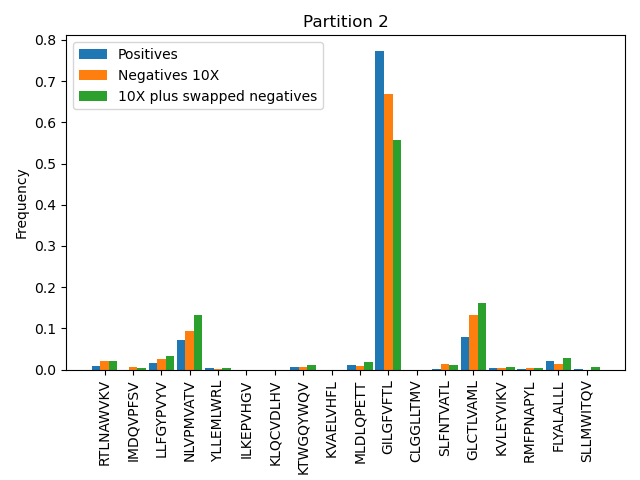 Partition 2
Positives
Negatives 10X
10X plus swapped negatives
Frequency
0.8
0.7
0.6
0.5
0.4
0.3
0.2
0.1
0.0
RTLNAWVKV
IMDQVPFSV
LLFGYPVYV
NLVPMVATV
YLLEMLWRL
ILKEPVHGV
KLQCVDLHV
KTWGQYWQV
KVAELVHFL
MLDLQPETT
GILGFVFTL
CLGGLLTMV
SLFNTVATL
GLCTLVAML
KVLEYVIKV
RMFPNAPYL
FLYALALLL
SLLMWITQV